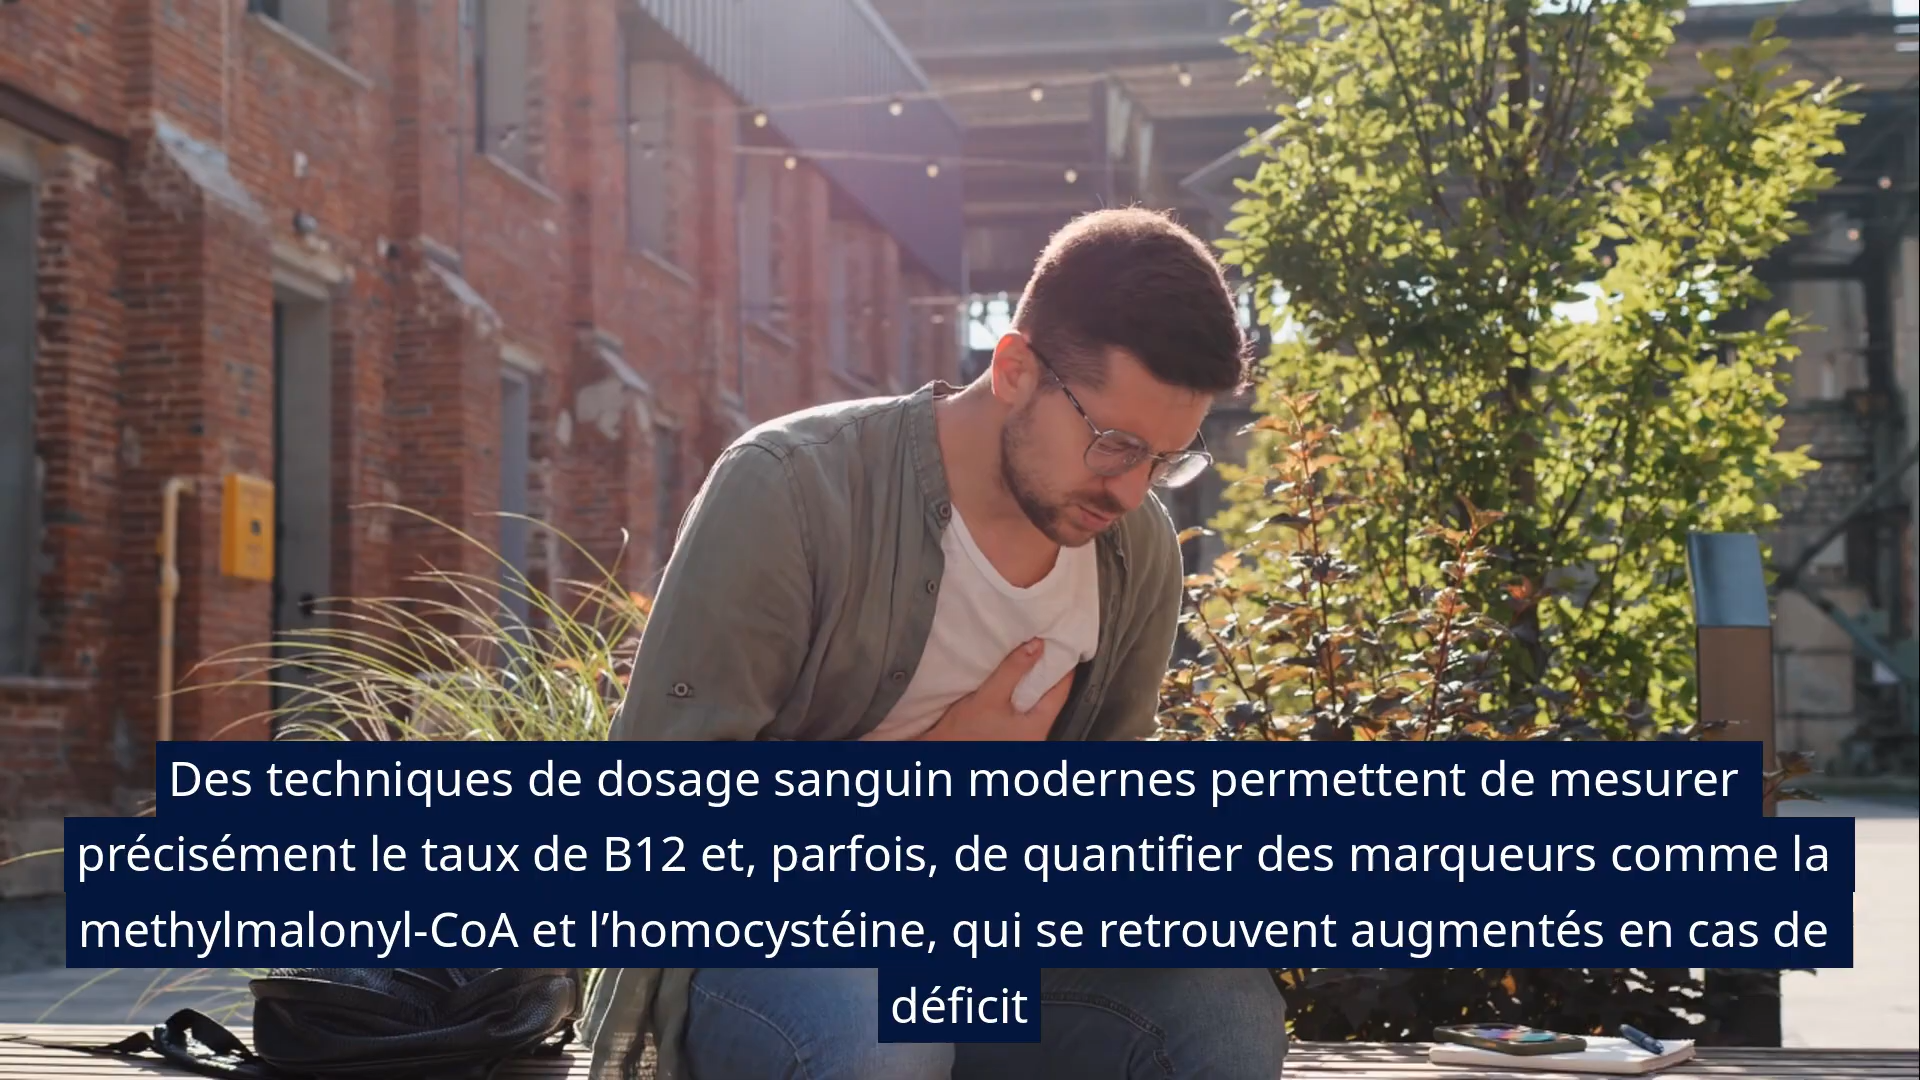 Des techniques de dosage sanguin modernes permettent de mesurer
précisément le taux de B12 et, parfois, de quantifier des marqueurs comme la
methylmalonyl-CoA et l’homocystéine, qui se retrouvent augmentés en cas de
déficit